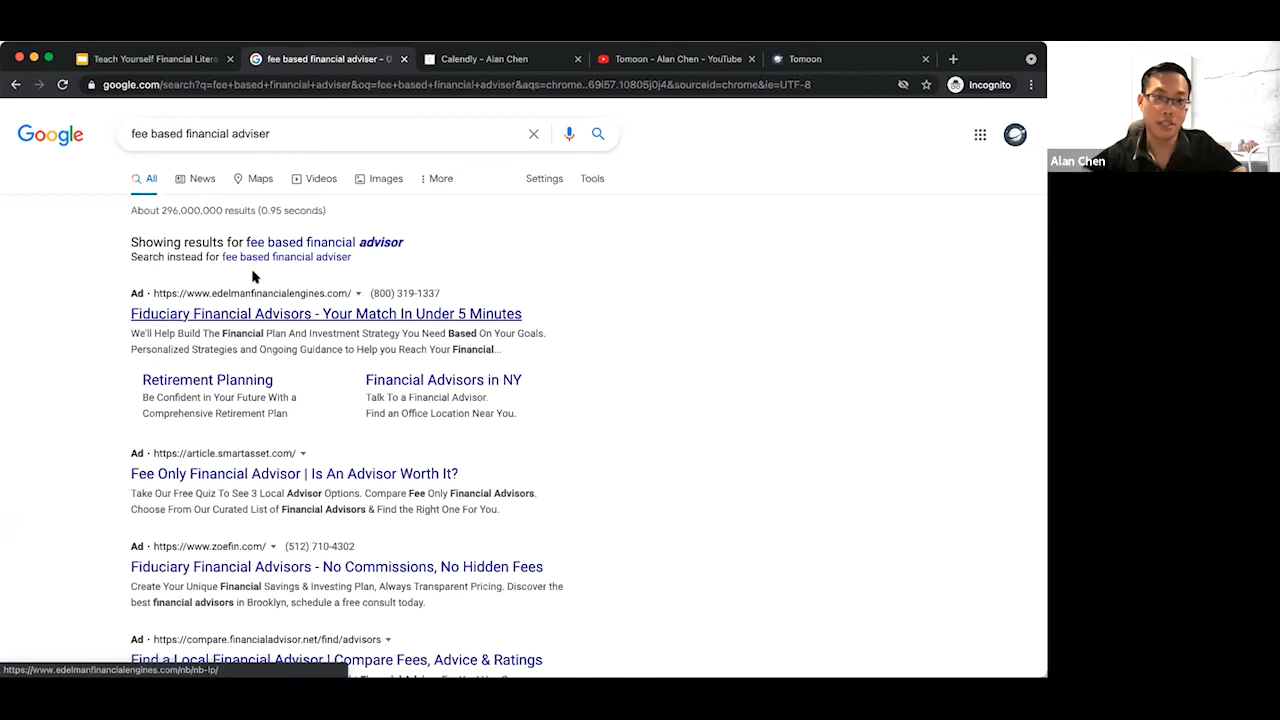 Teach Yourself Financial Litera
fee based financial adviser - G
Calendly - Alan Chen
Tomoon - Alan Chen - YouTube
Tomoon
google.com/search?q=fee+based+financial+adviser&oq=fee+based+financial+adviser&aqs=chrome..69i57.10805j0j4&sourceid=chrome&ie=UTF-8
Incognito
Alan Chen
Google
fee based financial adviser
All
News
Maps
Videos
Images
More
Settings
Tools
About 296,000,000 results (0.95 seconds)
Showing results for fee based financial advisor
Search instead for fee based financial adviser
Ad · https://www.edelmanfinancialengines.com/ (800) 319-1337
Fiduciary Financial Advisors - Your Match In Under 5 Minutes
We'll Help Build The Financial Plan And Investment Strategy You Need Based On Your Goals.
Personalized Strategies and Ongoing Guidance to Help you Reach Your Financial...
Retirement Planning
Be Confident in Your Future With a
Comprehensive Retirement Plan
Financial Advisors in NY
Talk To a Financial Advisor.
Find an Office Location Near You.
Ad · https://article.smartasset.com/
Fee Only Financial Advisor | Is An Advisor Worth It?
Take Our Free Quiz To See 3 Local Advisor Options. Compare Fee Only Financial Advisors.
Choose From Our Curated List of Financial Advisors & Find the Right One For You.
Ad · https://www.zoefin.com/ (512) 710-4302
Fiduciary Financial Advisors - No Commissions, No Hidden Fees
Create Your Unique Financial Savings & Investing Plan, Always Transparent Pricing. Discover the
best financial advisors in Brooklyn, schedule a free consult today.
Ad · https://compare.financialadvisor.net/find/advisors
Find a Local Financial Advisor | Compare Fees, Advice & Ratings
https://www.edelmanfinancialengines.com/nb/nb-lp/